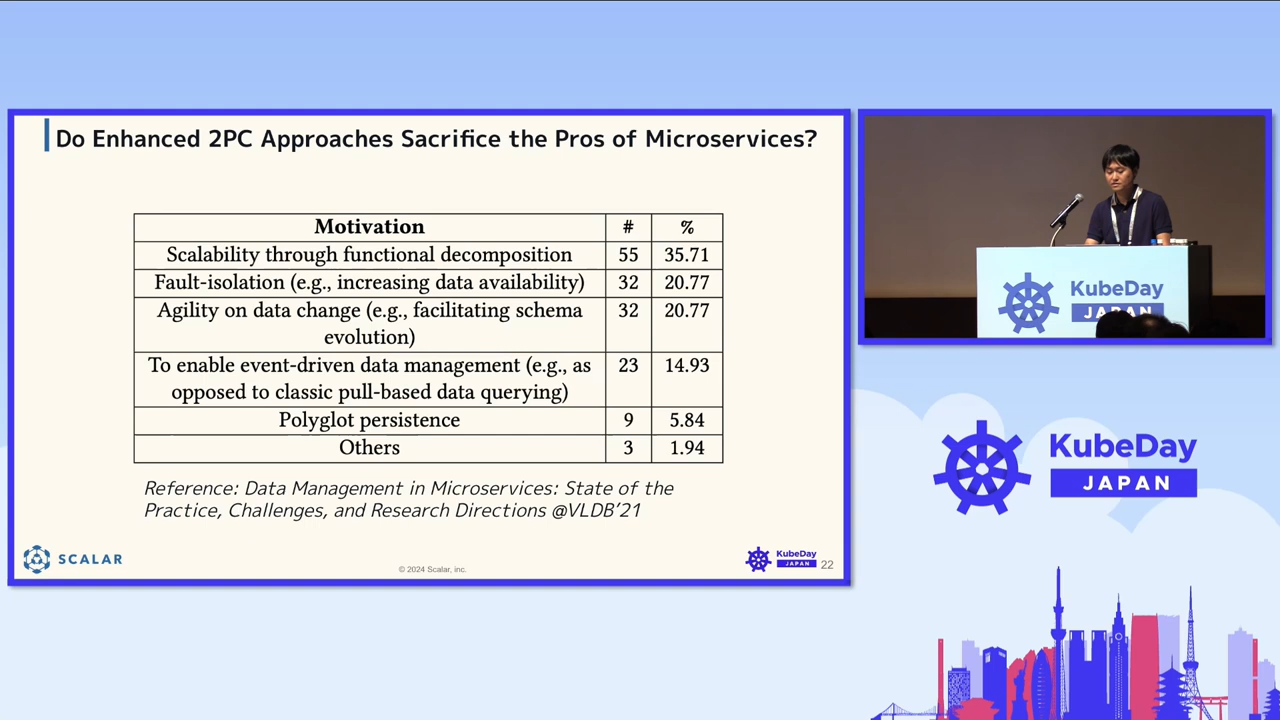 Do Enhanced 2PC Approaches Sacrifice the Pros of Microservices?
Motivation # %
Scalability through functional decomposition 55 35.71
Fault-isolation (e.g., increasing data availability) 32 20.77
Agility on data change (e.g., facilitating schema 32 20.77
evolution)
To enable event-driven data management (e.g., as 23 14.93
opposed to classic pull-based data querying)
Polyglot persistence 9 5.84
Others 3 1.94
Reference: Data Management in Microservices: State of the
Practice, Challenges, and Research Directions @VLDB'21
SCALAR
© 2024 Scalar, inc.
KubeDay
JAPAN
22
KubeDay
JAPAN
KubeDay
JAPAN